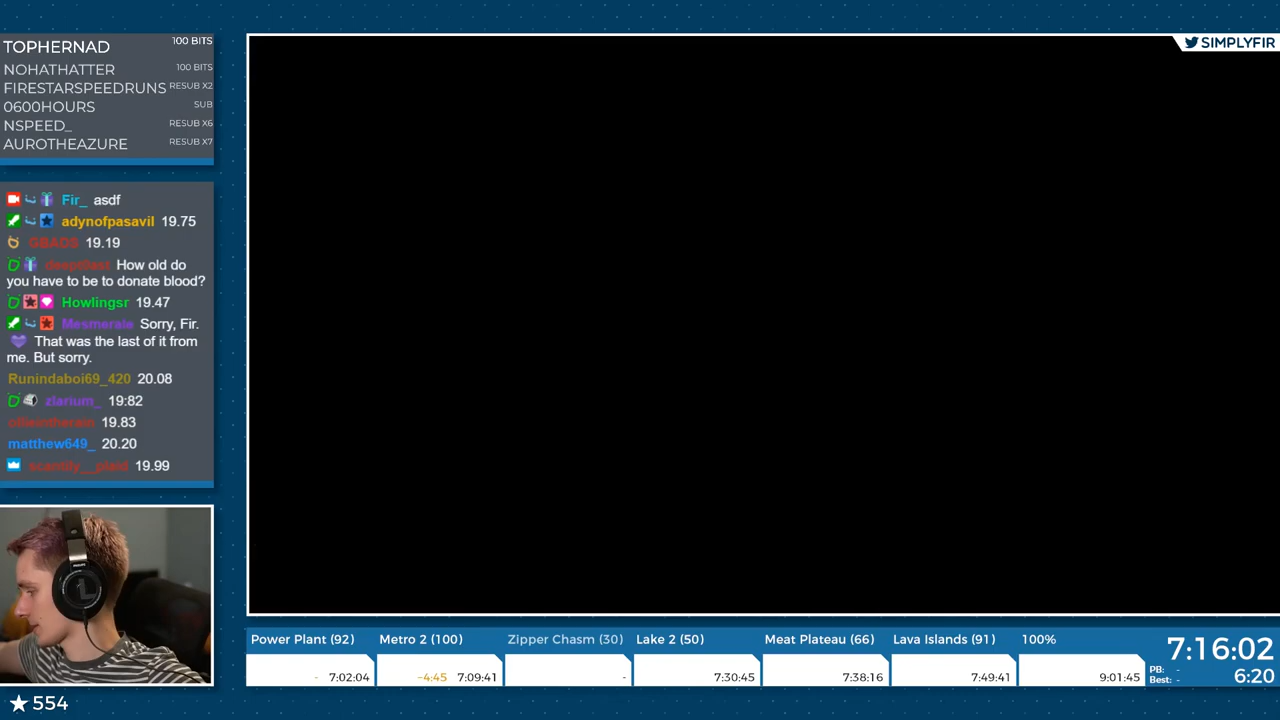 TOPHERNAD 100 BITS
NOHATHATTER 100 BITS
FIRESTARSPEEDRUNS RESUB X2
0600HOURS SUB
NSPEED_ RESUB X6
AUROTHEAZURE RESUB X7
SIMPLYFIR
Fir_ asdf
adynofpasavil 19.75
GBAOS 19.19
How old do
you have to be to donate blood?
Howlingsr 19.47
Mesmerale Sorry, Fir.
That was the last of it from
me. But sorry.
Runindaboi69_420 20.08
zlarium_ 19:82
19.83
matthew649_ 20.20
scantily__plaid 19.99
PHILIPS
Power Plant (92) Metro 2 (100) Zipper Chasm (30) Lake 2 (50) Meat Plateau (66) Lava Islands (91) 100%
- 7:02:04 -4:45 7:09:41 - 7:30:45 7:38:16 7:49:41 9:01:45
7:16:02
PB: -
Best: - 6:20
554